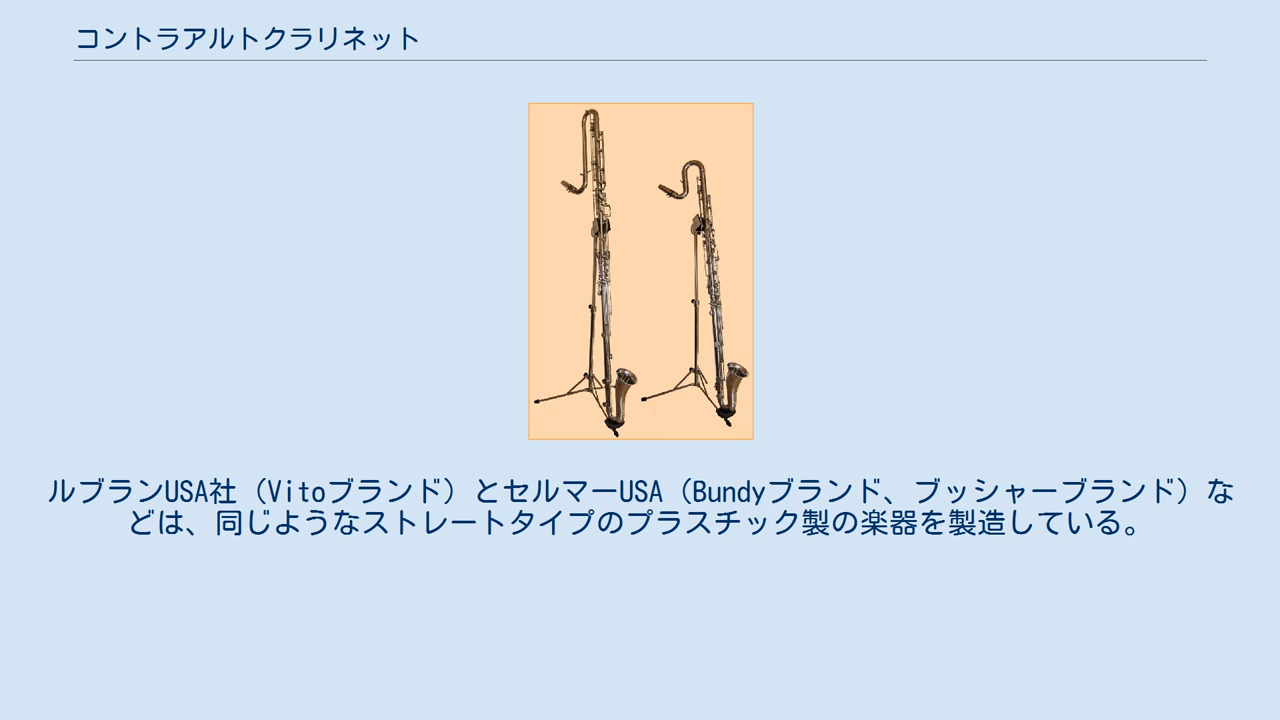 コントラアルトクラリネット
ルブランUSA社（Vitoブランド）とセルマーUSA（Bundyブランド、ブッシャーブランド）な
どは、同じようなストレートタイプのプラスチック製の楽器を製造している。